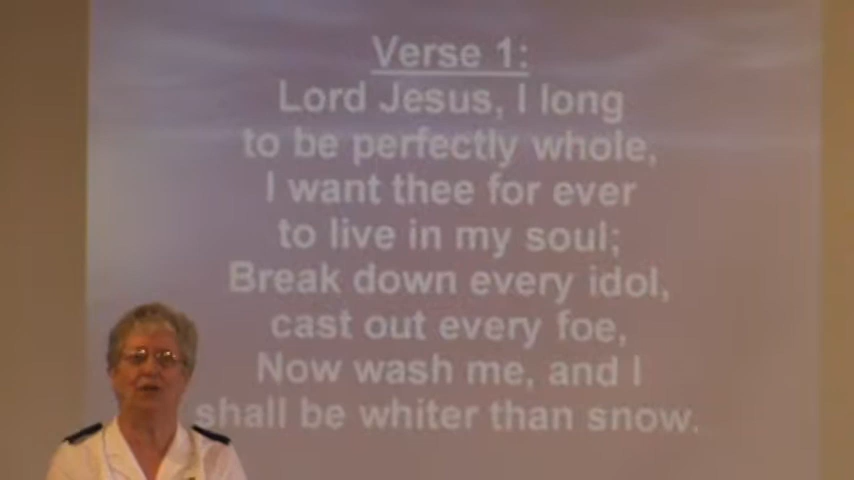 Verse 1:
Lord Jesus, I long
to be perfectly whole,
I want thee for ever
to live in my soul;
Break down every idol,
cast out every foe,
Now wash me, and I
shall be whiter than snow.